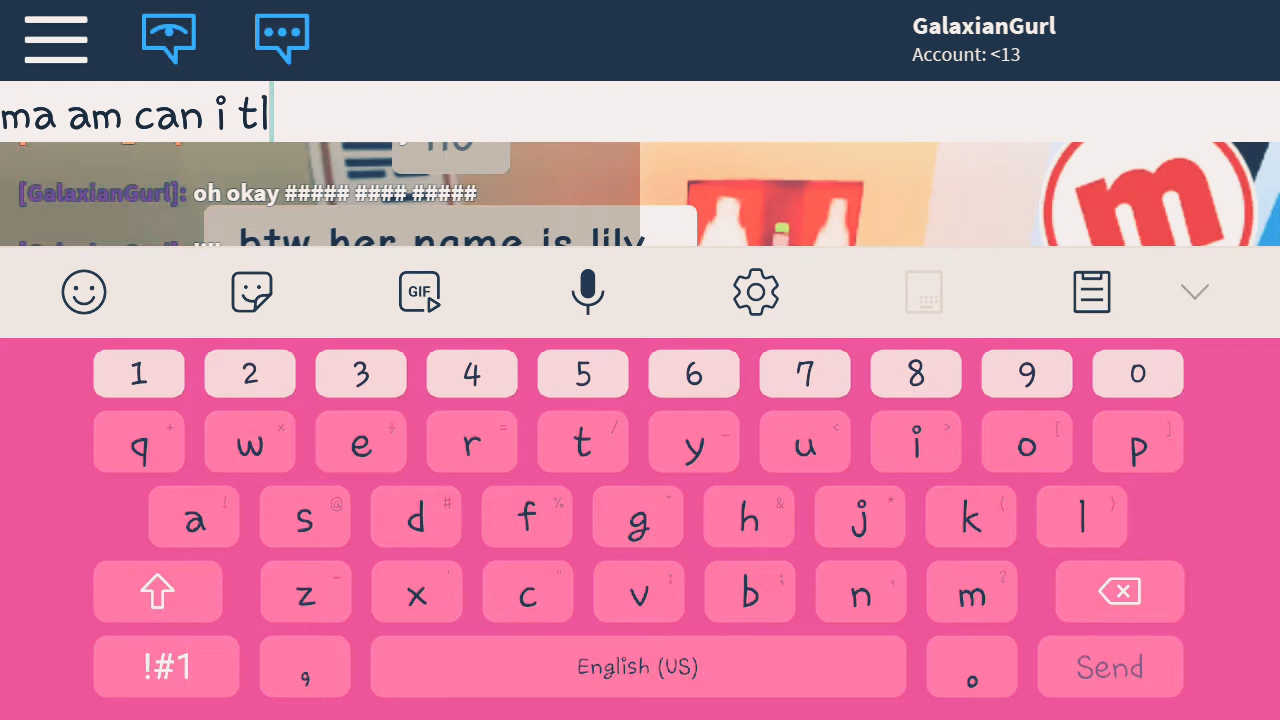 GalaxianGurl
Account: <13
ma am can i tl
no
[GalaxianGurl]: oh okay ##### #### #####
btw her name is lily
m
GIF
1 2 3 4 5 6 7 8 9 0
q + w × e ÷ r = t / y _ u < i > o [ p ]
a ! s @ d # f % g ^ h & j * k ( l )
z - x ' c " v : b ; n , m ?
!#1 , English (US) . Send